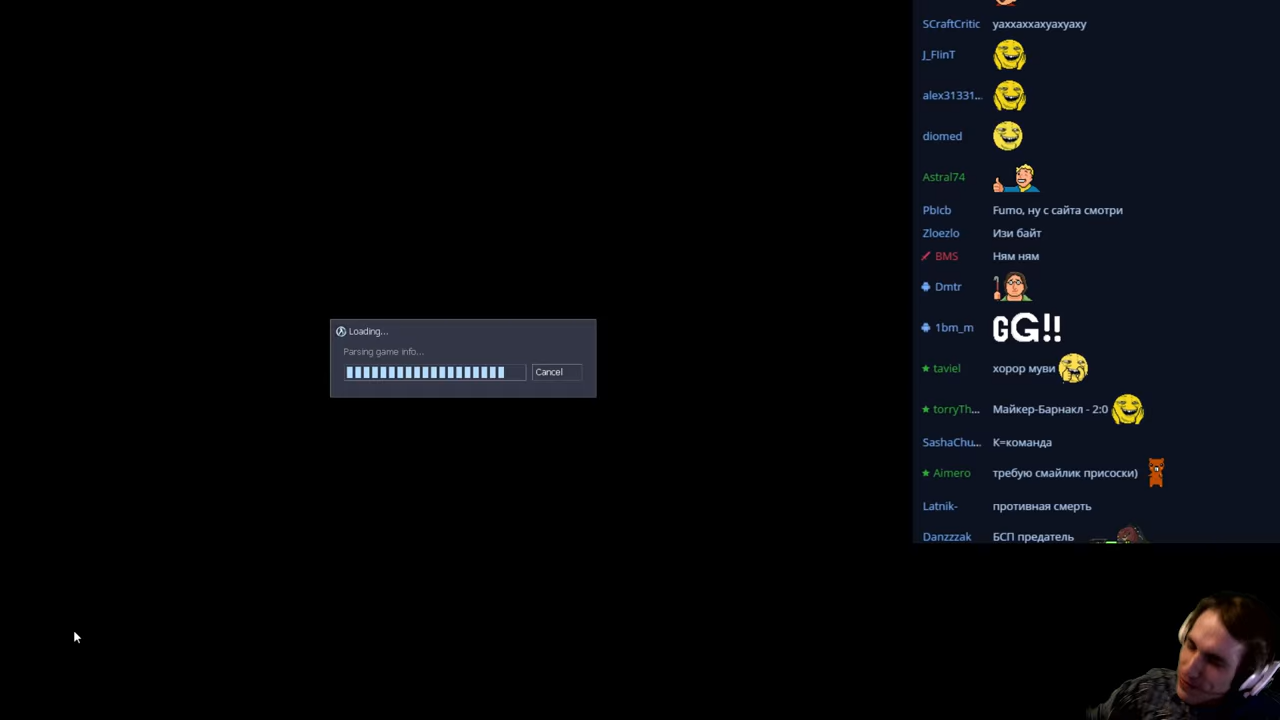 Loading...
Parsing game info...
Cancel
SCraftCritic уаххаххахуахуаху
J_FlinT
alex31331...
diomed
Astral74
PbIcb Fumo, ну с сайта смотри
Zloezlo Изи байт
BMS Ням ням
Dmtr
1bm_m GG!!
taviel хорор муви
torryTh... Майкер-Барнакл - 2:0
SashaChu... К=команда
Aimero требую смайлик присоски)
Latnik- противная смерть
Danzzzak БСП предатель